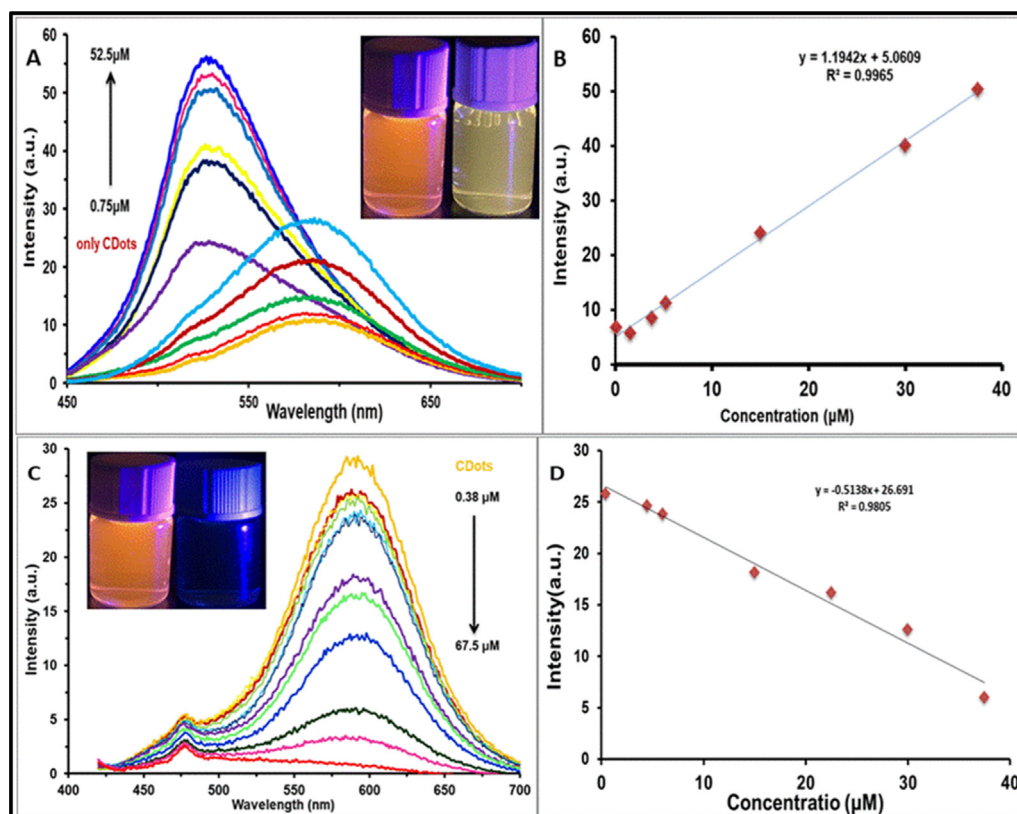 A
52.5µM
0.75µM
only CDots
Intensity (a.u.)
60
50
40
30
20
10
0
450
550
650
Wavelength (nm)
B
y = 1.1942x + 5.0609
R² = 0.9965
Intensity (a.u.)
60
50
40
30
20
10
0
0
10
20
30
40
Concentration (µM)
C
CDots
0.38 µM
67.5 µM
Intensity (a.u.)
30
25
20
15
10
5
0
400
450
500
550
600
650
700
Wavelength (nm)
D
y = -0.5138x + 26.691
R² = 0.9805
Intensity(a.u.)
30
25
20
15
10
5
0
0
10
20
30
40
Concentratio (µM)